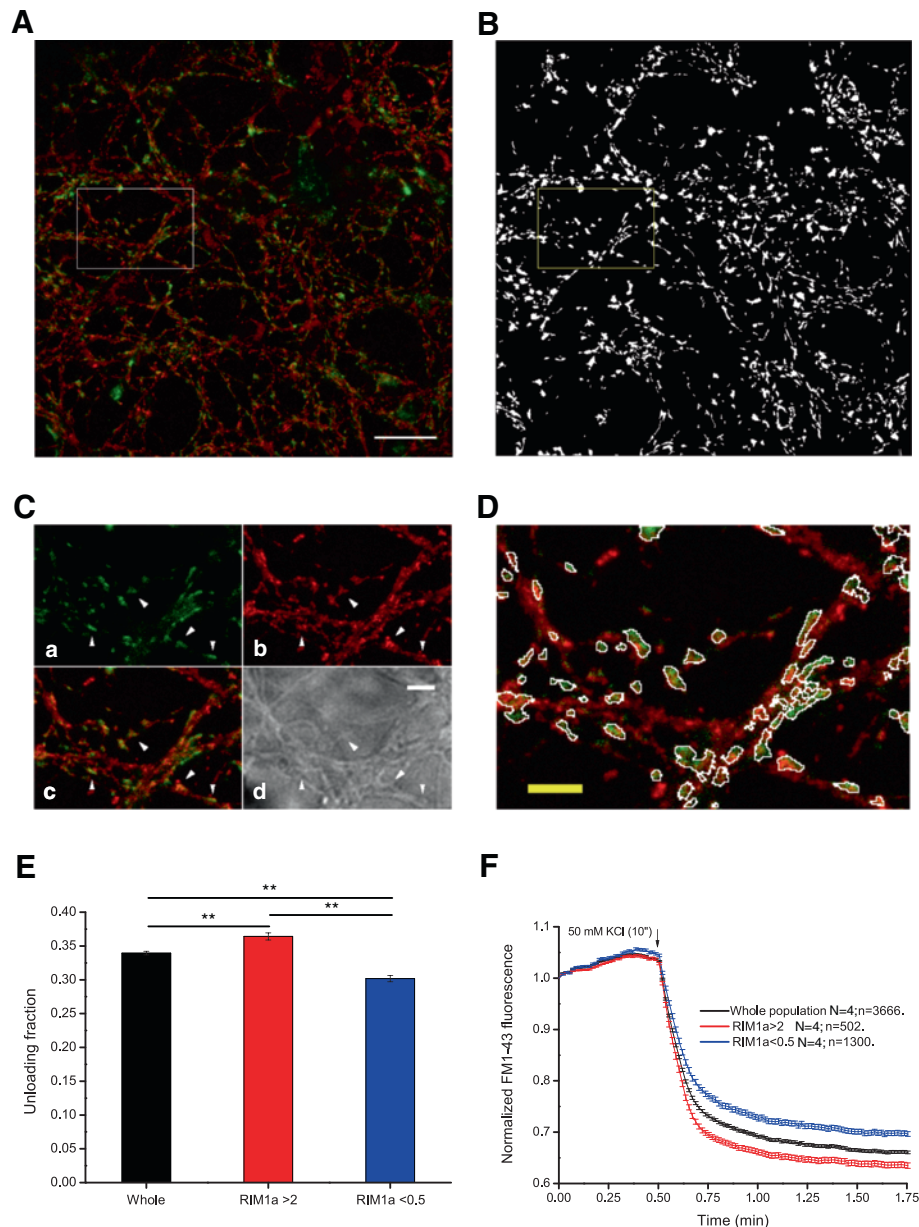 A
B
C
D
a
b
c
d
E
F
**
**
**
0.40
0.35
0.30
0.25
0.20
0.15
0.10
0.05
0.00
Unloading fraction
Whole
RIM1a >2
RIM1a <0.5
1.1
1.0
0.9
0.8
0.7
0.6
Normalized FM1-43 fluorescence
50 mM KCl (10")
Whole population N=4;n=3666.
RIM1a>2 N=4; n=502.
RIM1a<0.5 N=4; n=1300.
0.00 0.25 0.50 0.75 1.00 1.25 1.50 1.75
Time (min)